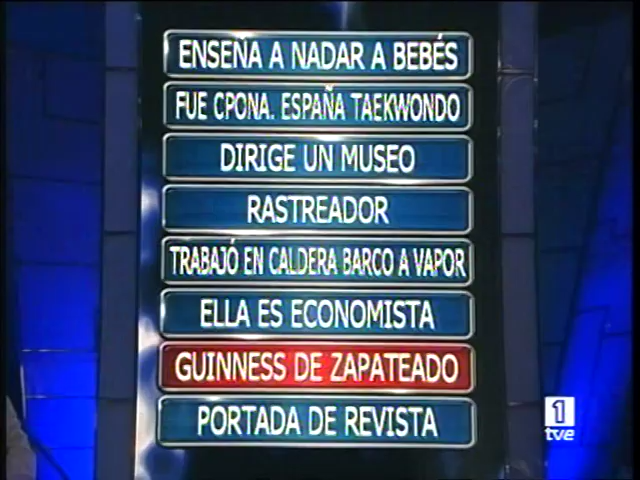 ENSEÑA A NADAR A BEBÉS
FUE CPONA. ESPAÑA TAEKWONDO
DIRIGE UN MUSEO
RASTREADOR
TRABAJÓ EN CALDERA BARCO A VAPOR
ELLA ES ECONOMISTA
GUINNESS DE ZAPATEADO
PORTADA DE REVISTA
1
tve